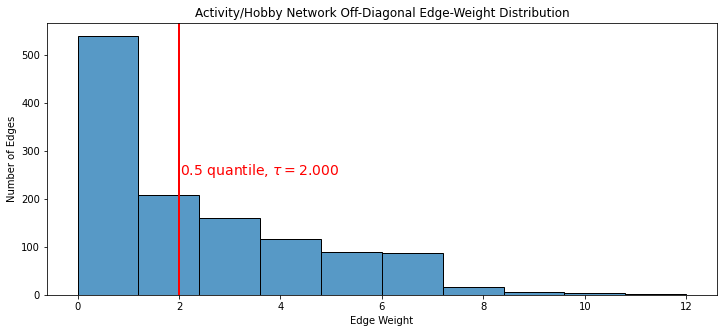 Activity/Hobby Network Off-Diagonal Edge-Weight Distribution
Number of Edges
500
400
300
200
100
0
0.5 quantile, τ = 2.000
0 2 4 6 8 10 12
Edge Weight